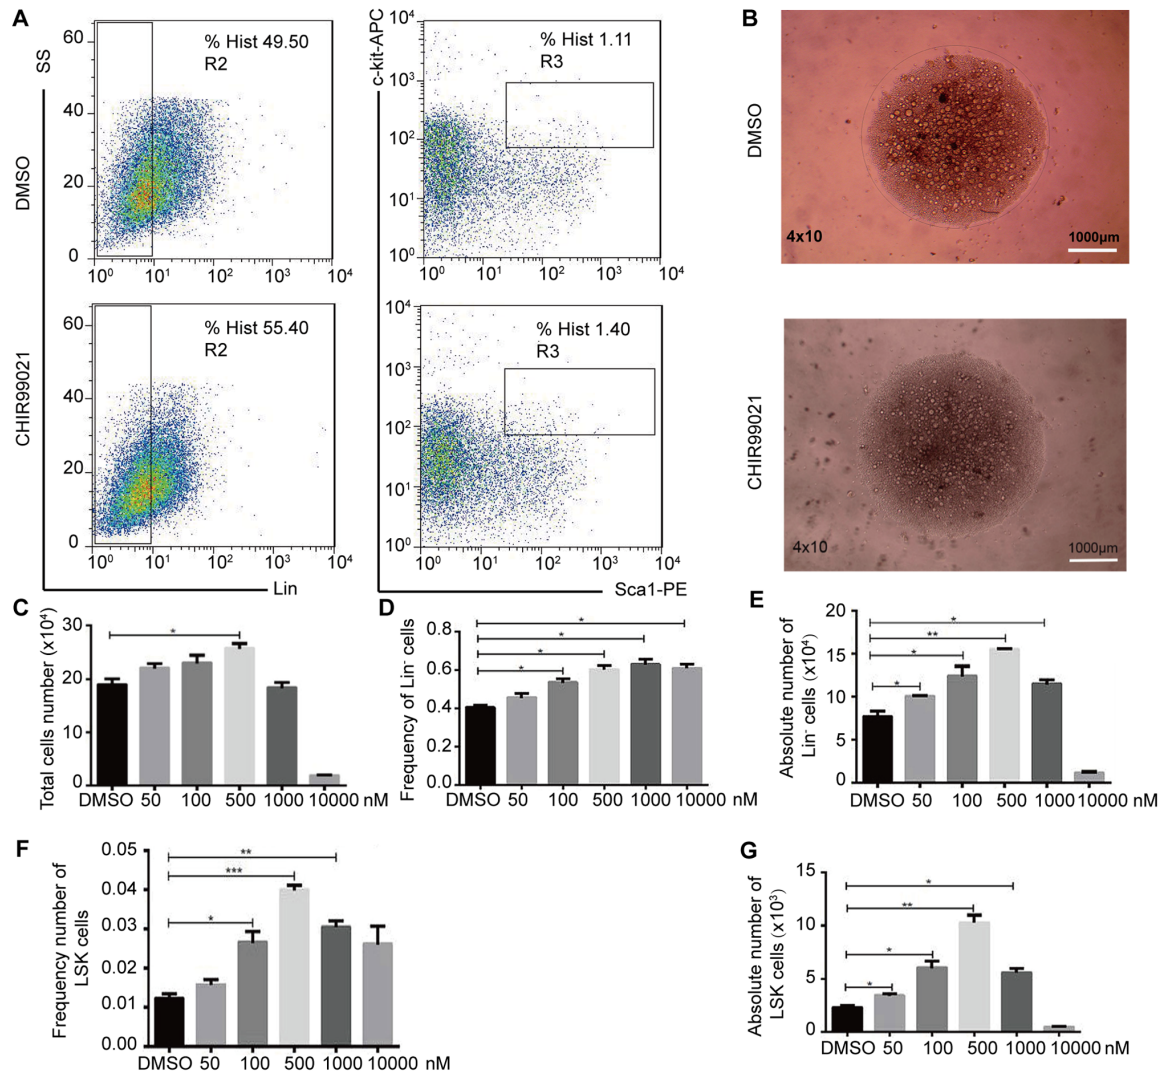 A
SS
DMSO
60
40
20
0
% Hist 49.50
R2
10⁰ 10¹ 10² 10³ 10⁴
c-kit-APC
10⁴
10³
10²
10¹
10⁰
% Hist 1.11
R3
10⁰ 10¹ 10² 10³ 10⁴
CHIR99021
60
40
20
0
% Hist 55.40
R2
10⁰ 10¹ 10² 10³ 10⁴
Lin
10⁴
10³
10²
10¹
10⁰
% Hist 1.40
R3
10⁰ 10¹ 10² 10³ 10⁴
Sca1-PE
B
DMSO
4x10
1000μm
CHIR99021
4x10
1000μm
C
Total cells number (x10⁴)
30
20
10
0
*
DMSO 50 100 500 1000 10000 nM
D
Frequency of Lin⁻ cells
0.8
0.6
0.4
0.2
0.0
*
*
*
*
DMSO 50 100 500 1000 10000 nM
E
Absolute number of
Lin⁻ cells (x10⁴)
20
15
10
5
0
*
**
*
*
DMSO 50 100 500 1000 10000 nM
F
Frequency number of
LSK cells
0.05
0.04
0.03
0.02
0.01
0.00
**
***
*
DMSO 50 100 500 1000 10000 nM
G
Absolute number of
LSK cells (x10³)
15
10
5
0
*
**
*
*
DMSO 50 100 500 1000 10000 nM